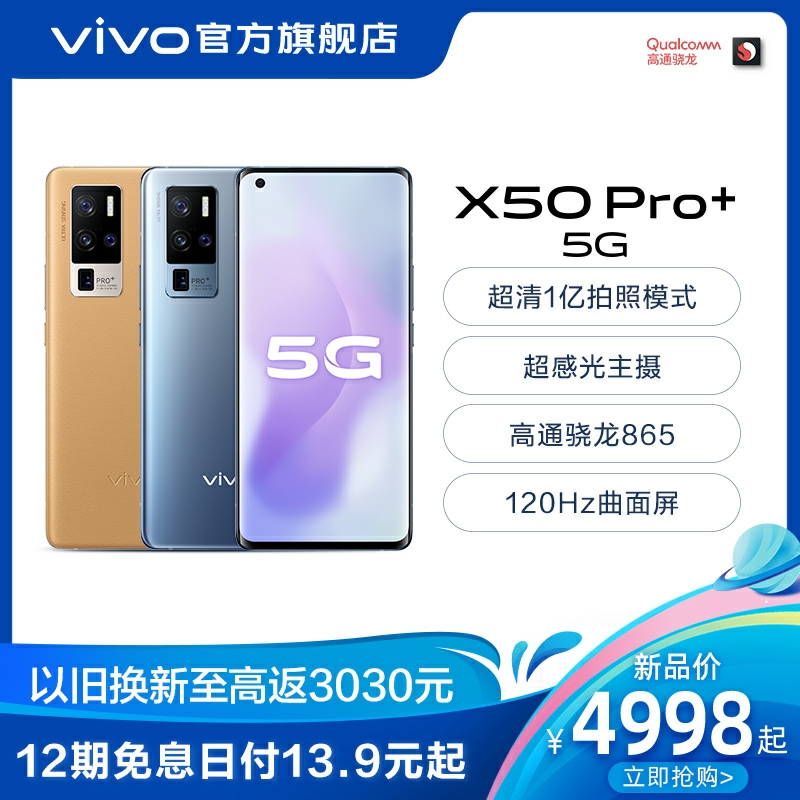 vivo官方旗舰店
Qualcomm
高通骁龙
X50 Pro+
5G
超清1亿拍照模式
超感光主摄
高通骁龙865
120Hz曲面屏
5G
PRO+
PRO+
以旧换新至高返3030元
12期免息日付13.9元起
新品价
¥4998起
立即抢购>